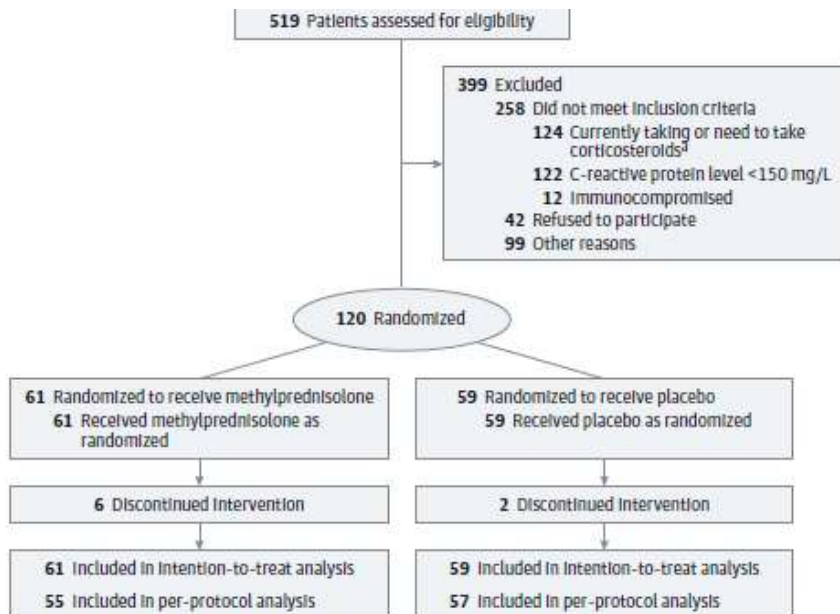 519 Patients assessed for eligibility
399 Excluded
258 Did not meet inclusion criteria
124 Currently taking or need to take
corticosteroidsa
122 C-reactive protein level <150 mg/L
12 Immunocompromised
42 Refused to participate
99 Other reasons
120 Randomized
61 Randomized to receive methylprednisolone
61 Received methylprednisolone as
randomized
59 Randomized to receive placebo
59 Received placebo as randomized
6 Discontinued intervention
2 Discontinued intervention
61 Included in intention-to-treat analysis
55 Included in per-protocol analysis
59 Included in intention-to-treat analysis
57 Included in per-protocol analysis